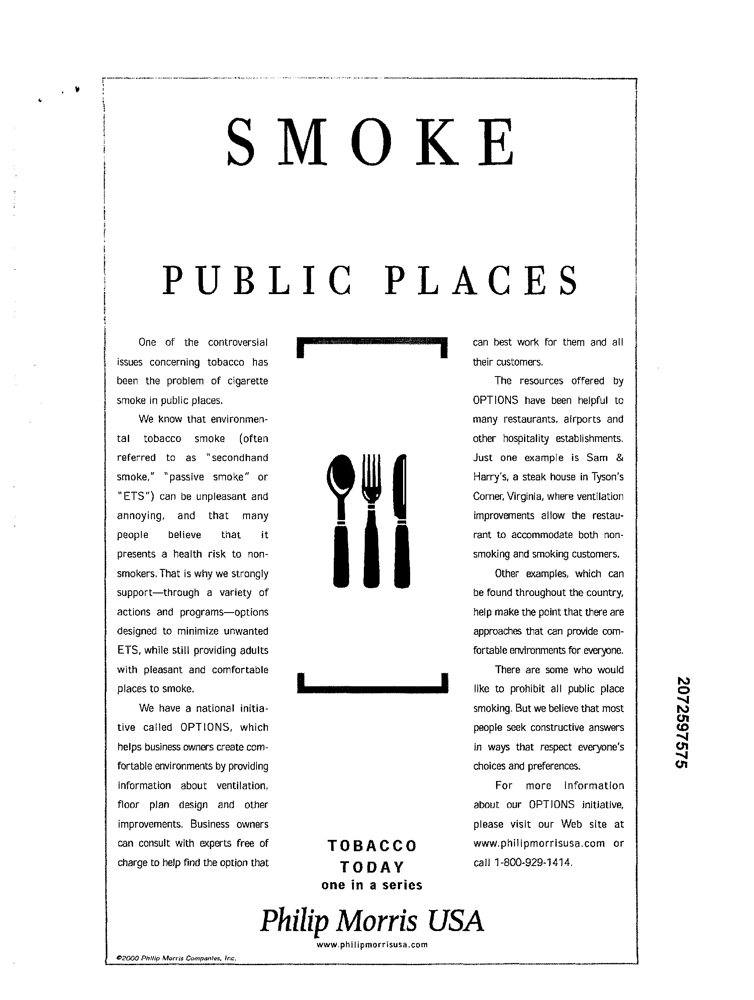 SMOKE
PUBLIC PLACES
One of the controversial
issues concerning tobacco has
been the problem of cigarette
smoke in public places.
We know that environmen-
tal tobacco smoke (often
referred to as "secondhand
smoke," "passive smoke" or
"ETS") can be unpleasant and
annoying, and that many
people believe that it
presents a health risk to non-
smokers. That is why we strongly
support—through a variety of
actions and programs—options
designed to minimize unwanted
ETS, while still providing adults
with pleasant and comfortable
places to smoke.
We have a national initia-
tive called OPTIONS, which
helps business owners create com-
fortable environments by providing
information about ventilation,
floor plan design and other
improvements. Business owners
can consult with experts free of
charge to help find the option that
can best work for them and all
their customers.
The resources offered by
OPTIONS have been helpful to
many restaurants, airports and
other hospitality establishments.
Just one example is Sam &
Harry's, a steak house in Tyson's
Corner, Virginia, where ventilation
improvements allow the restau-
rant to accommodate both non-
smoking and smoking customers.
Other examples, which can
be found throughout the country,
help make the point that there are
approaches that can provide com-
fortable environments for everyone.
There are some who would
like to prohibit all public place
smoking. But we believe that most
people seek constructive answers
in ways that respect everyone's
choices and preferences.
For more information
about our OPTIONS initiative,
please visit our Web site at
www.philipmorrisusa.com or
call 1-800-929-1414.
TOBACCO
TODAY
one in a series
Philip Morris USA
www.philipmorrisusa.com
©2000 Philip Morris Companies, Inc.
2072597575